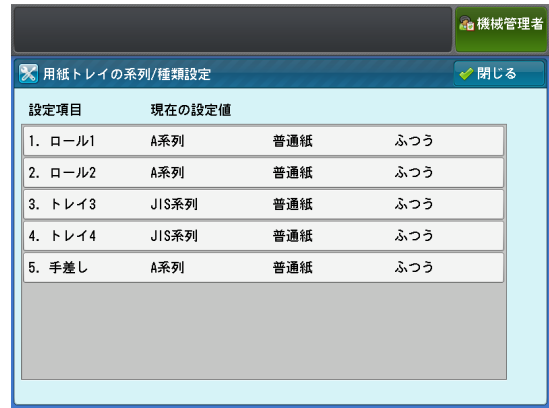 機械管理者
用紙トレイの系列/種類設定 閉じる
設定項目 現在の設定値
1. ロール1 A系列 普通紙 ふつう
2. ロール2 A系列 普通紙 ふつう
3. トレイ3 JIS系列 普通紙 ふつう
4. トレイ4 JIS系列 普通紙 ふつう
5. 手差し A系列 普通紙 ふつう